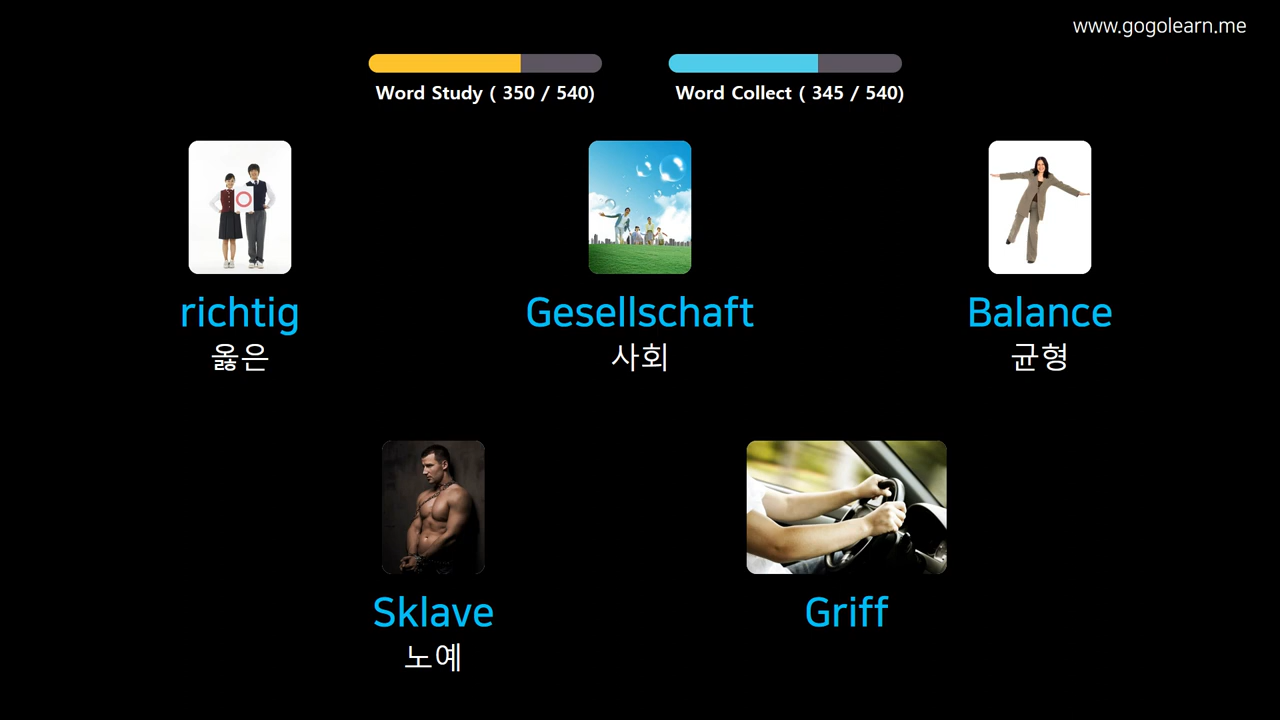 www.gogolearn.me
Word Study ( 350 / 540)
Word Collect ( 345 / 540)
richtig
옳은
Gesellschaft
사회
Balance
균형
Sklave
노예
Griff